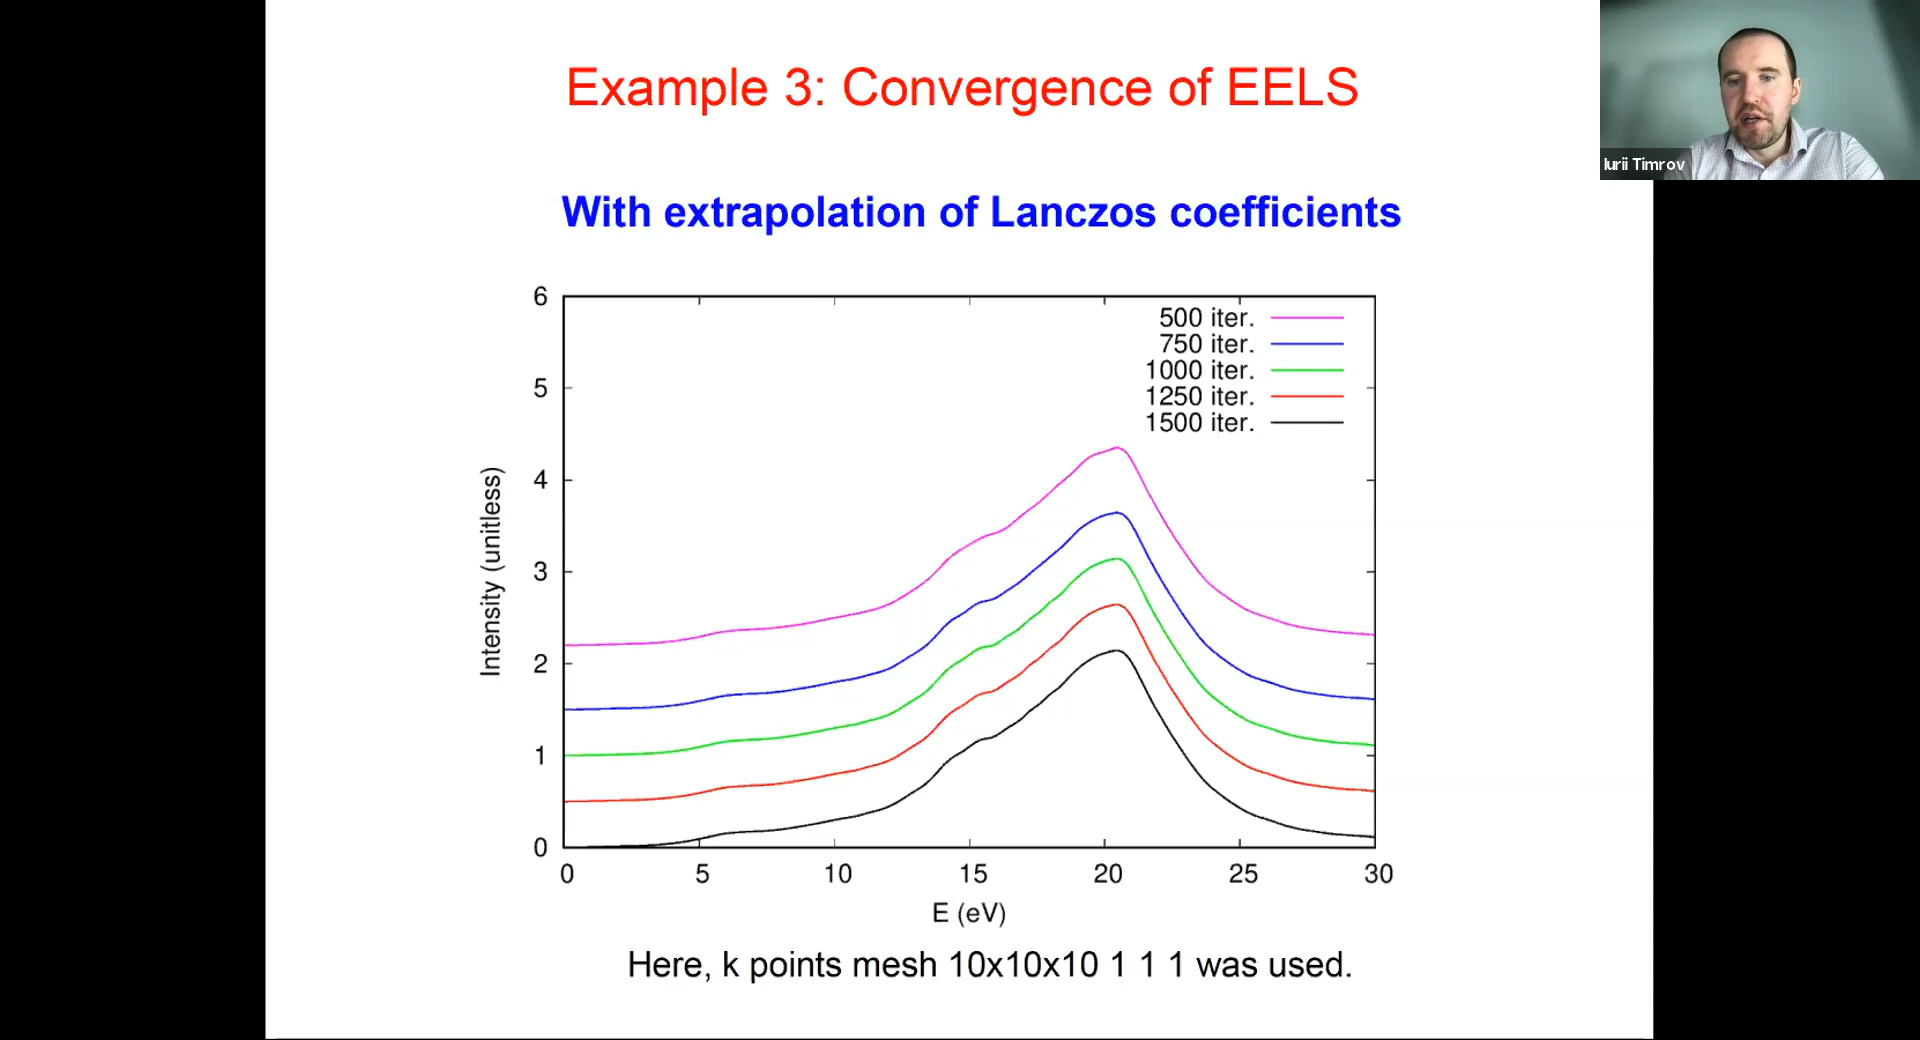 Example 3: Convergence of EELS
Iurii Timrov
With extrapolation of Lanczos coefficients
6
5
4
3
2
1
0
Intensity (unitless)
500 iter.
750 iter.
1000 iter.
1250 iter.
1500 iter.
0 5 10 15 20 25 30
E (eV)
Here, k points mesh 10x10x10 1 1 1 was used.